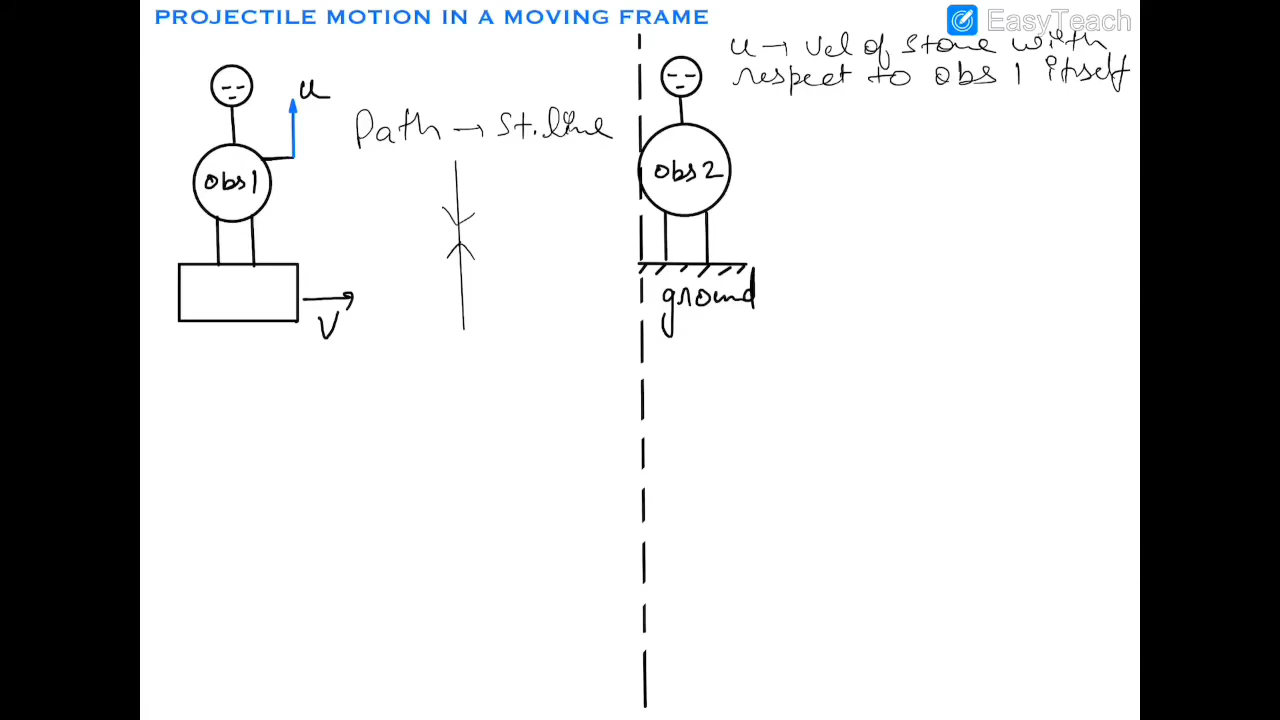 PROJECTILE MOTION IN A MOVING FRAME
EasyTeach
u → Vel of stone with
respect to obs 1 itself
u
Path → St. line
obs 1
obs 2
V
ground